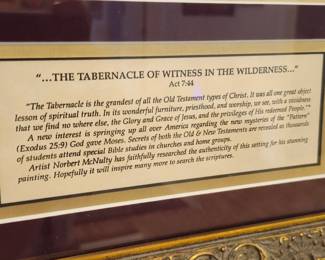 "...THE TABERNACLE OF WITNESS IN THE WILDERNESS..."
Act 7:44
"The Tabernacle is the grandest of all the Old Testament types of Christ. It was all one great object
lesson of spiritual truth. In its wonderful furniture, priesthood, and worship, we see, with a vividness
that we find no where else, the Glory and Grace of Jesus, and the privileges of His redeemed People."
A new interest is springing up all over America regarding the new mysteries of the "Pattern"
(Exodus 25:9) God gave Moses. Secrets of both the Old & New Testaments are revealed as thousands
of students attend special Bible studies in churches and home groups.
Artist Norbert McNulty has faithfully researched the authenticity of this setting for his stunning
painting. Hopefully it will inspire many more to search the scriptures.